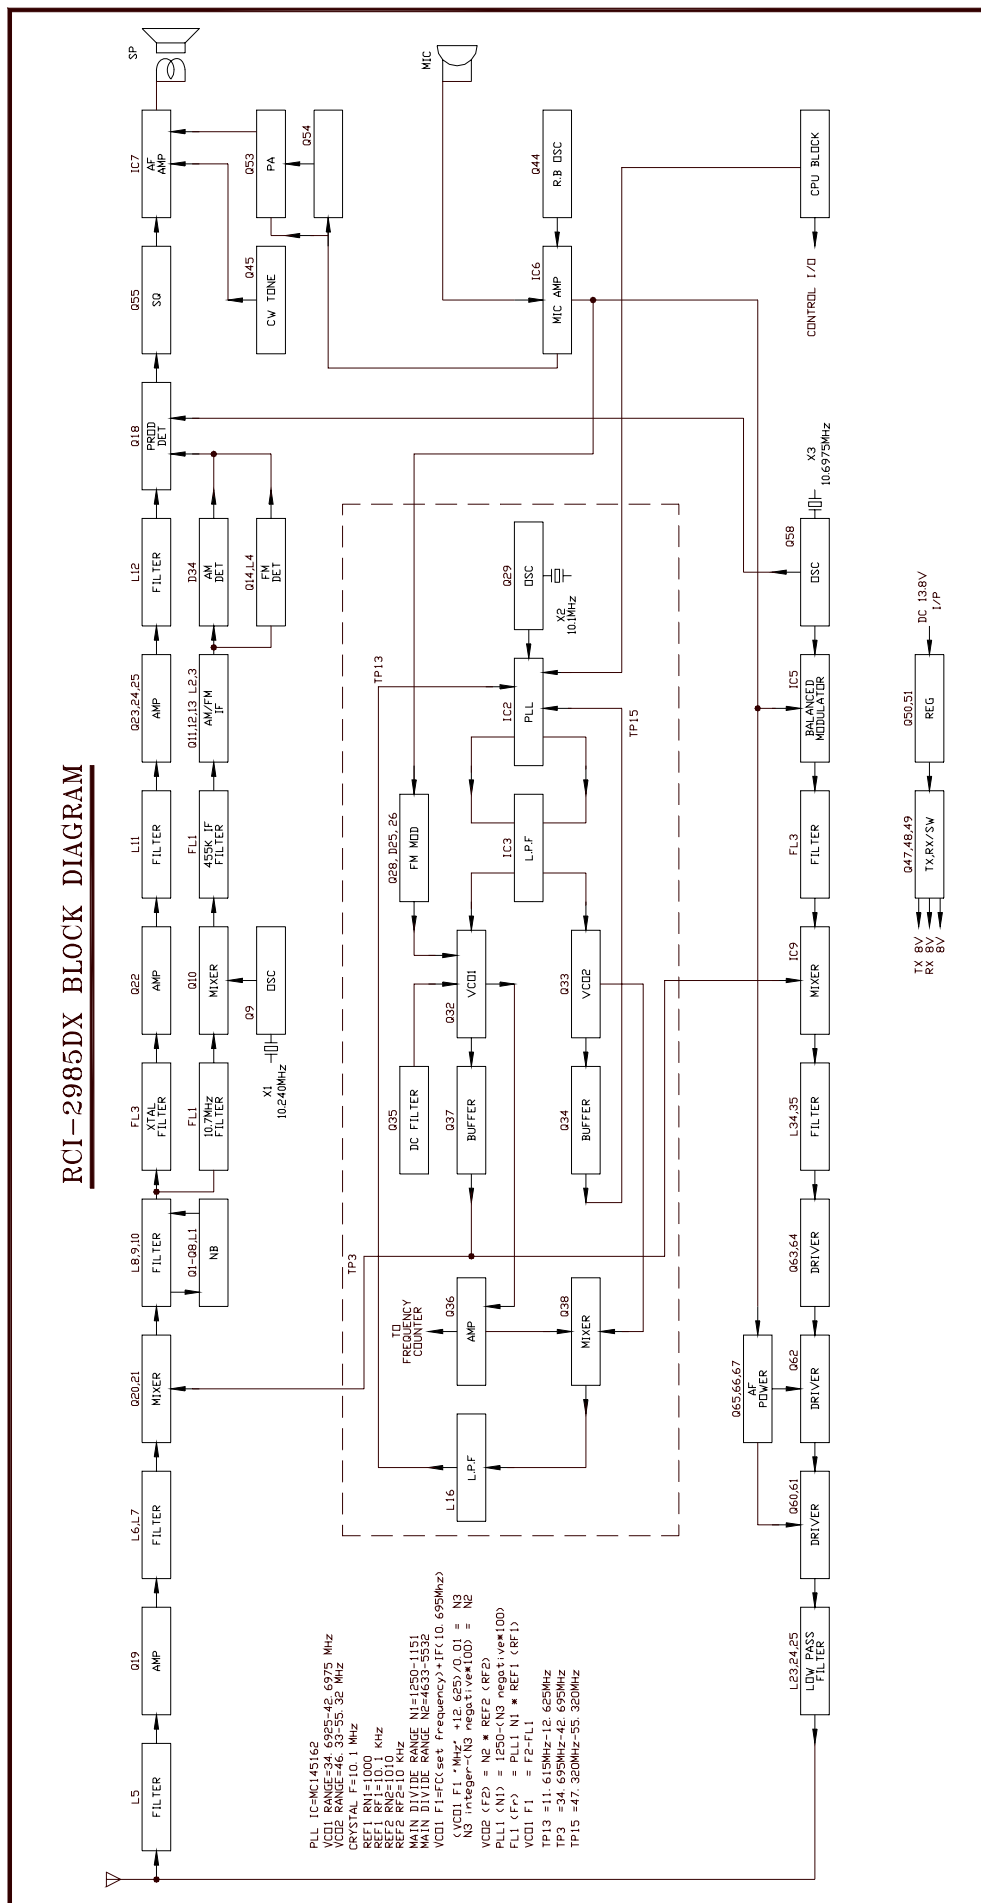 RCI-2985DX BLOCK DIAGRAM
L5
FILTER
Q19
AMP
L6,L7
FILTER
Q20,21
MIXER
L8,9,10
FILTER
Q1-Q8,L1
NB
FL3
XTAL
FILTER
FL1
10.7MHz
FILTER
Q22
AMP
Q10
MIXER
Q9
OSC
X1
10.240MHz
L11
FILTER
FL1
455K IF
FILTER
Q23,24,25
AMP
Q11,12,13 L2,3
AM/FM
IF
L12
FILTER
D34
AM
DET
Q14,L4
FM
DET
Q18
PROD
DET
Q55
SQ
Q45
CW TONE
IC7
AF
AMP
Q53
PA
Q54
SP
MIC
Q44
R.B OSC
IC6
MIC AMP
CPU BLOCK
CONTROL I/O
TP3
TP13
TP15
L16
L.P.F
TO
FREQUENCY
COUNTER
Q36
AMP
Q38
MIXER
Q35
DC FILTER
Q37
BUFFER
Q34
BUFFER
Q28, D25, 26
FM MOD
Q32
VCO1
Q33
VCO2
IC3
L.P.F
IC2
PLL
Q29
OSC
X2
10.1MHz
L23,24,25
LOW PASS
FILTER
Q60,61
DRIVER
Q65,66,67
AF
POWER
Q62
DRIVER
Q63,64
DRIVER
L34,35
FILTER
IC9
MIXER
FL3
FILTER
IC5
BALANCED
MODULATOR
Q58
OSC
X3
10.6975MHz
TX 8V
RX 8V
8V
Q47,48,49
TX,RX/SW
Q50,51
REG
DC 13.8V
I/P
PLL IC=MC145162
VCO1 RANGE=34.6925-42.6975 MHz
VCO2 RANGE=46.33-55.32 MHz
CRYSTAL F=10.1 MHz
REF1 RN1=1000
REF1 RF1=10.1 KHz
REF2 RN2=1010
REF2 RF2=10 KHz
MAIN DIVIDE RANGE N1=1250-1151
MAIN DIVIDE RANGE N2=4633-5532
VCO1 F1=FC(set frequency)+IF(10.695Mhz)
(VCO1 F1 "MHz" +12.625)/0.01 = N3
N3 integer-(N3 negative*100) = N2
VCO2 (F2) = N2 * REF2 (RF2)
PLL1 (N1) = 1250-(N3 negative*100)
FL1 (Fr) = PLL1 N1 * REF1 (RF1)
VCO1 F1 = F2-FL1
TP13 =11.615MHz-12.625MHz
TP3 =34.695MHz-42.695MHz
TP15 =47.320MHz-55.320MHz